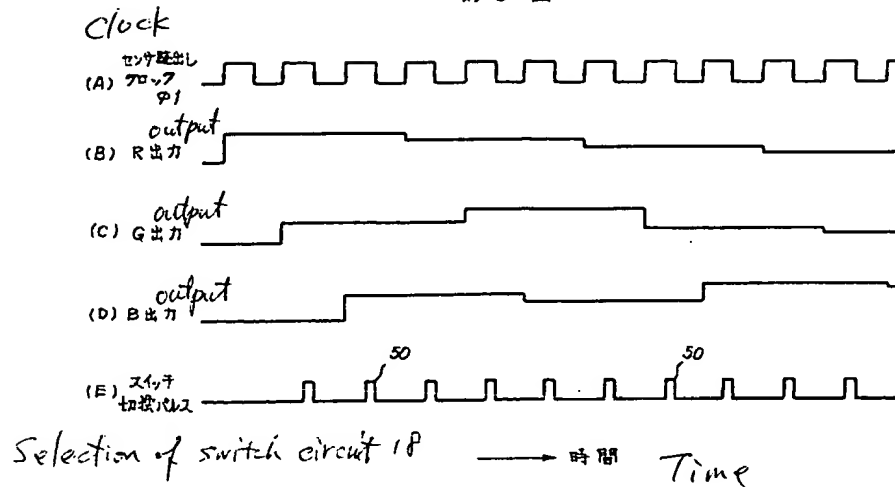 Clock
センサ読出し
(A) クロック
φ1
output
(B) R出力
output
(C) G出力
output
(D) B出力
50 50
(E) スイッチ
切換パルス
Selection of switch circuit 18 → 時間 Time